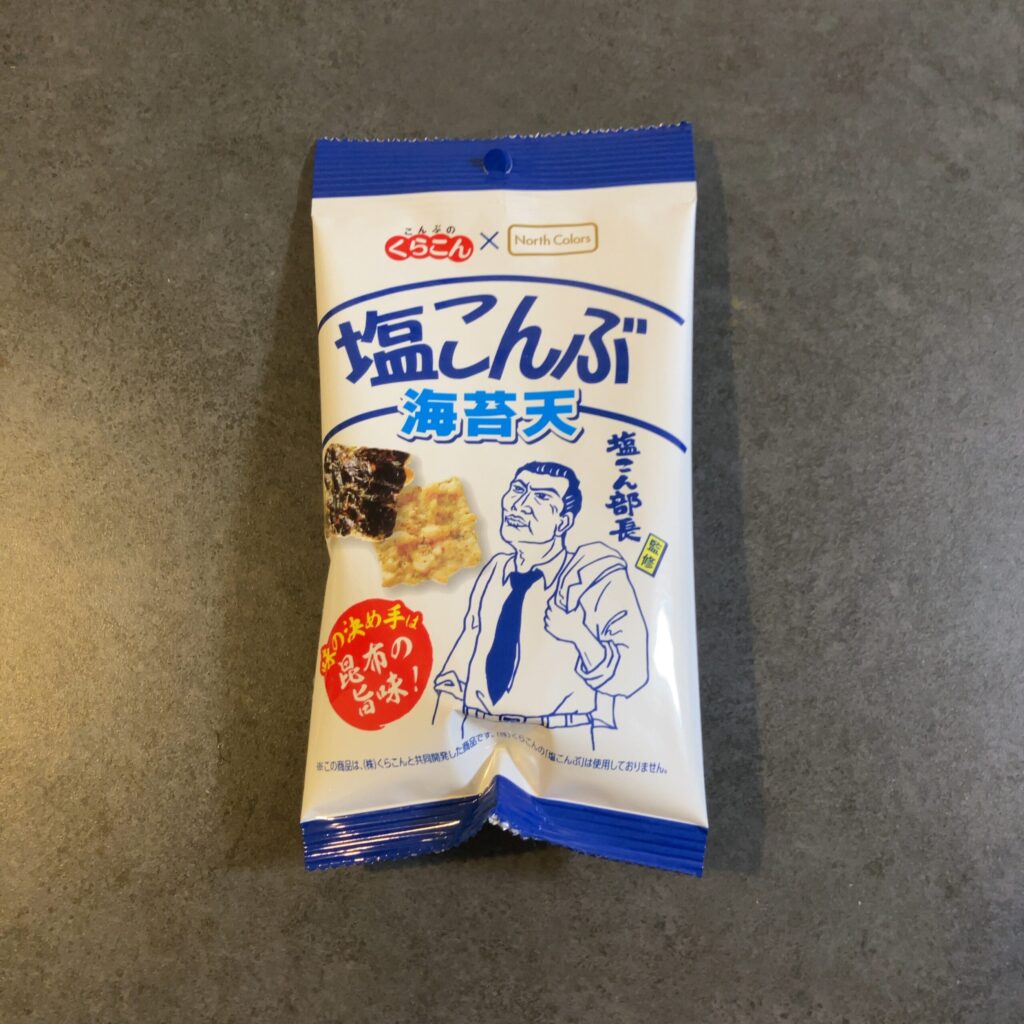 こんぶの
くらこん × North Colors
塩こんぶ
海苔天
塩こん部長
監修
味の決め手は
昆布の
旨味!
※この商品は、(株)くらこんと共同開発した商品です。(株)くらこんの「塩こんぶ」は使用しておりません。